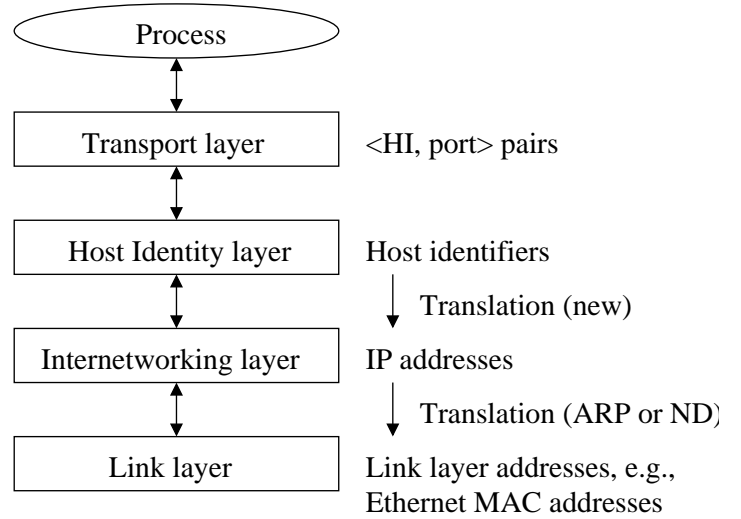 Process
Transport layer
<HI, port> pairs
Host Identity layer
Host identifiers
Translation (new)
Internetworking layer
IP addresses
Translation (ARP or ND)
Link layer
Link layer addresses, e.g.,
Ethernet MAC addresses